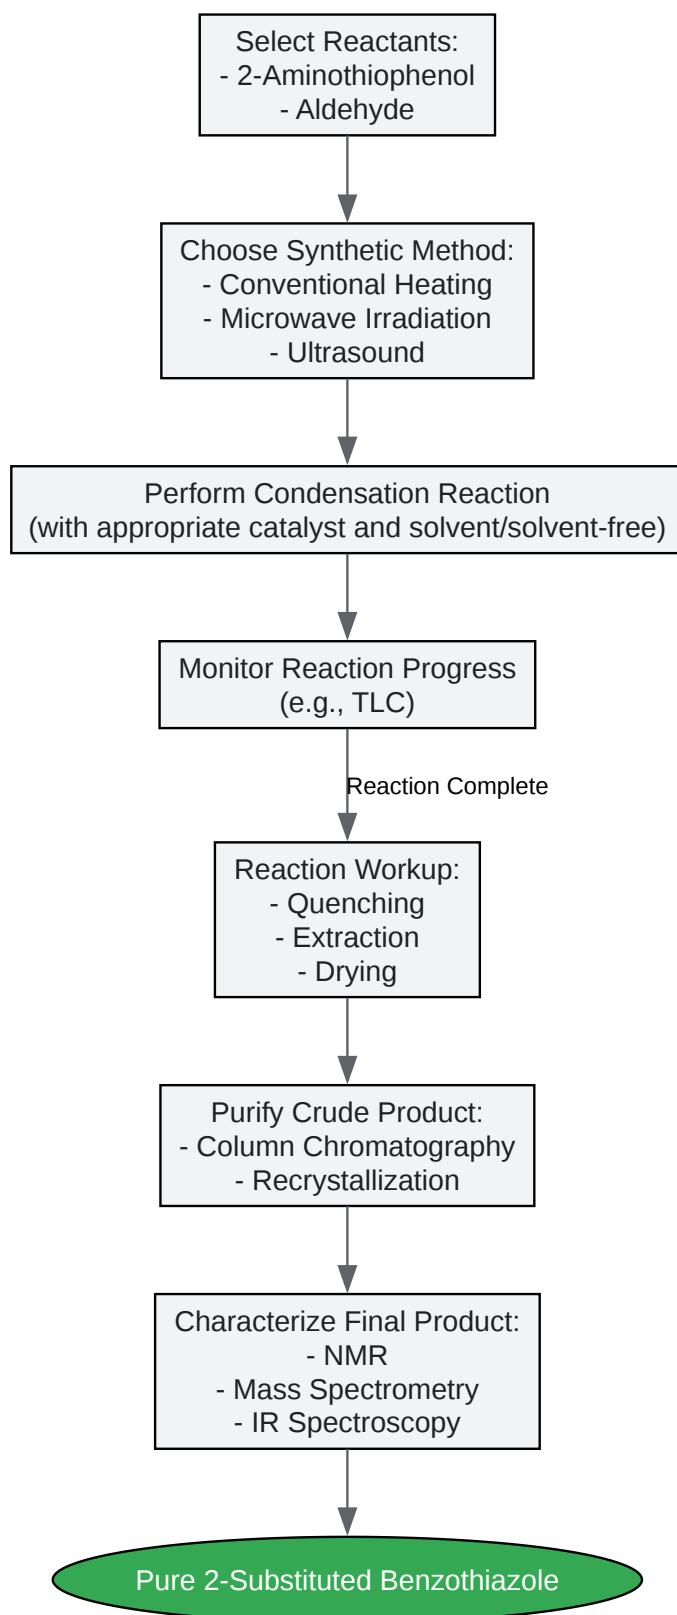 Select Reactants:
- 2-Aminothiophenol
- Aldehyde
Choose Synthetic Method:
- Conventional Heating
- Microwave Irradiation
- Ultrasound
Perform Condensation Reaction
(with appropriate catalyst and solvent/solvent-free)
Monitor Reaction Progress
(e.g., TLC)
Reaction Complete
Reaction Workup:
- Quenching
- Extraction
- Drying
Purify Crude Product:
- Column Chromatography
- Recrystallization
Characterize Final Product:
- NMR
- Mass Spectrometry
- IR Spectroscopy
Pure 2-Substituted Benzothiazole